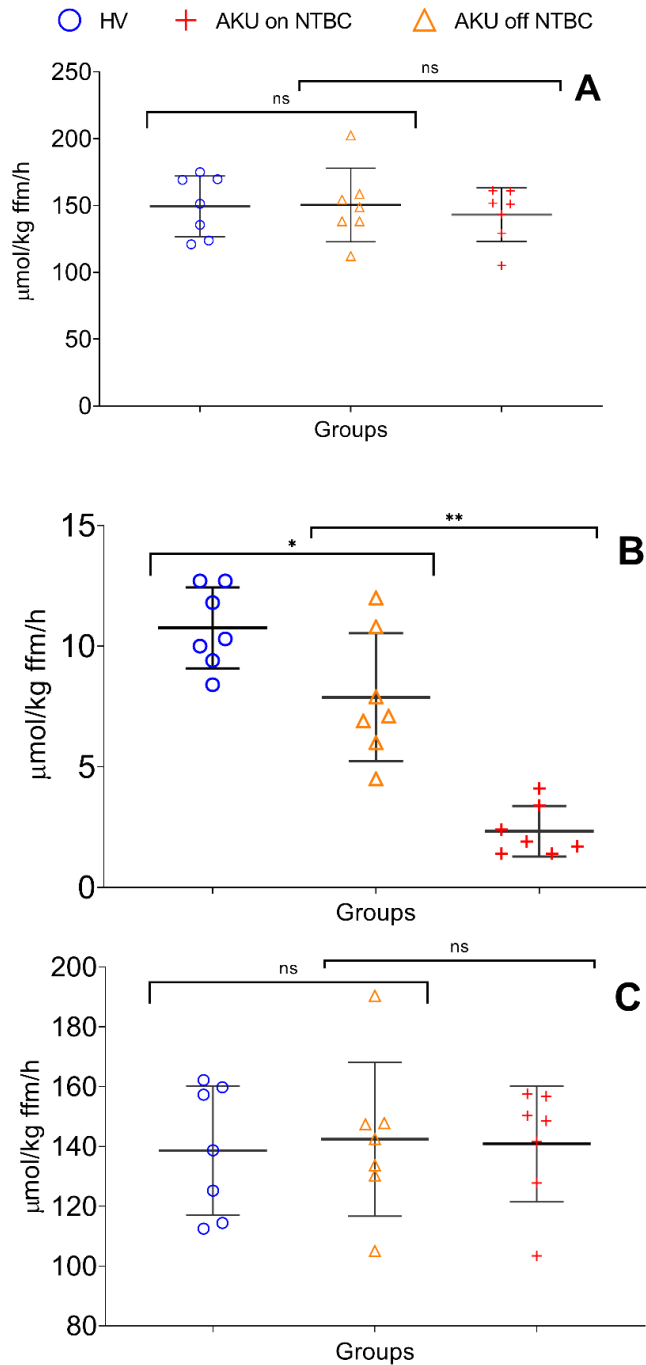 HV AKU on NTBC AKU off NTBC
ns
ns
A
250
200
150
100
50
0
μmol/kg ffm/h
Groups
**
*
B
15
10
5
0
μmol/kg ffm/h
Groups
ns
ns
C
200
180
160
140
120
100
80
μmol/kg ffm/h
Groups